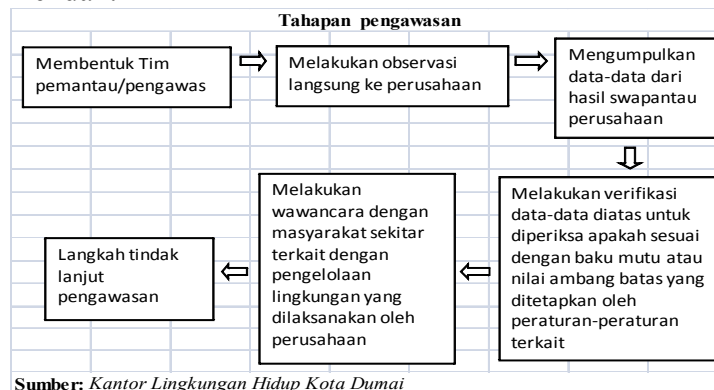 Tahapan pengawasan
Membentuk Tim
pemantau/pengawas
Melakukan observasi
langsung ke perusahaan
Mengumpulkan
data-data dari
hasil swapantau
perusahaan
Melakukan verifikasi
data-data diatas untuk
diperiksa apakah sesuai
dengan baku mutu atau
nilai ambang batas yang
ditetapkan oleh
peraturan-peraturan
terkait
Melakukan
wawancara dengan
masyarakat sekitar
terkait dengan
pengelolaan
lingkungan yang
dilaksanakan oleh
perusahaan
Langkah tindak
lanjut
pengawasan
Sumber: Kantor Lingkungan Hidup Kota Dumai